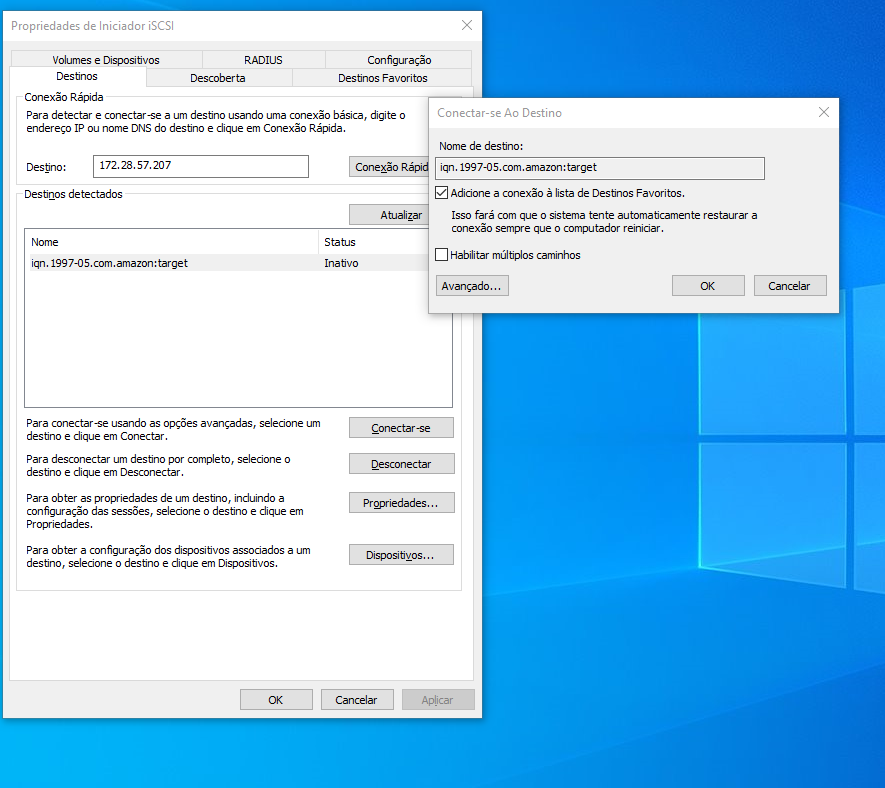 Propriedades de Iniciador iSCSI
Volumes e Dispositivos
RADIUS
Configuração
Destinos
Descoberta
Destinos Favoritos
Conexão Rápida
Para detectar e conectar-se a um destino usando uma conexão básica, digite o
endereço IP ou nome DNS do destino e clique em Conexão Rápida.
Destino:
172.28.57.207
Conexão Rápid
Destinos detectados
Atualizar
Nome
Status
iqn.1997-05.com.amazon:target
Inativo
Para conectar-se usando as opções avançadas, selecione um
destino e clique em Conectar.
Conectar-se
Para desconectar um destino por completo, selecione o
destino e clique em Desconectar.
Desconectar
Para obter as propriedades de um destino, incluindo a
configuração das sessões, selecione o destino e clique em
Propriedades.
Propriedades...
Para obter a configuração dos dispositivos associados a um
destino, selecione o destino e clique em Dispositivos.
Dispositivos...
OK
Cancelar
Aplicar
Conectar-se Ao Destino
Nome de destino:
iqn.1997-05.com.amazon:target
Adicione a conexão à lista de Destinos Favoritos.
Isso fará com que o sistema tente automaticamente restaurar a
conexão sempre que o computador reiniciar.
Habilitar múltiplos caminhos
Avançado...
OK
Cancelar